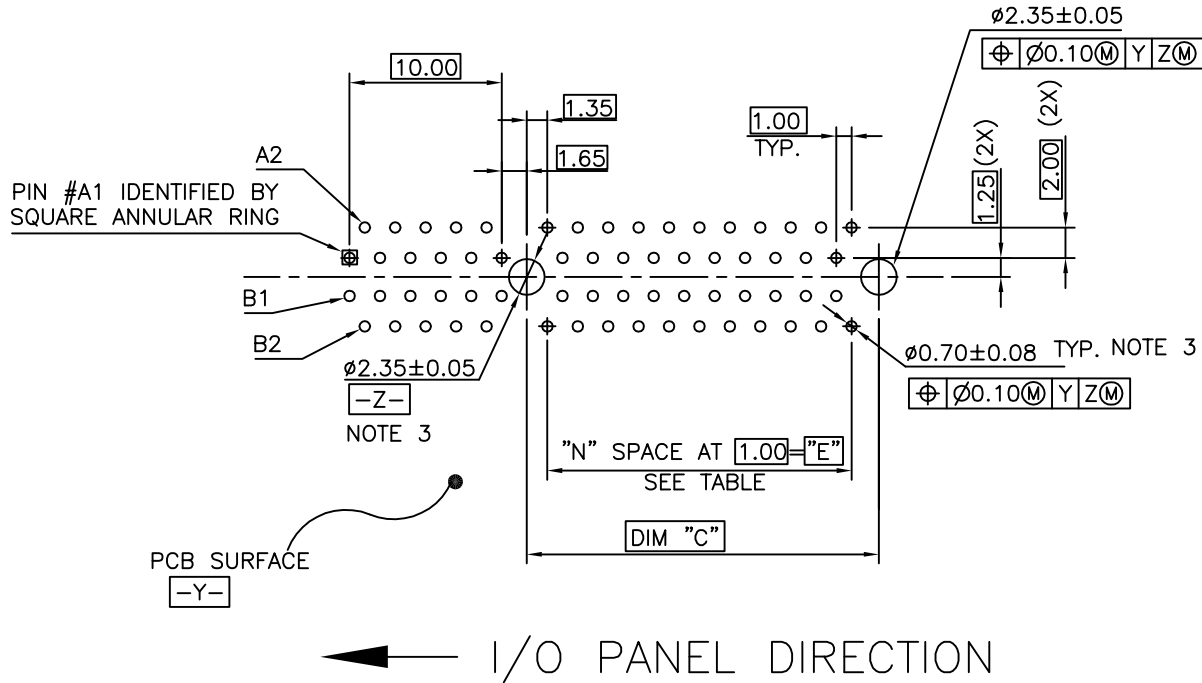 ø2.35±0.05
⌖ Ø0.10Ⓜ Y ZⓂ
10.00
1.35
1.00
TYP.
1.65
1.25 (2X)
2.00 (2X)
A2
PIN #A1 IDENTIFIED BY
SQUARE ANNULAR RING
B1
B2
ø2.35±0.05
-Z-
NOTE 3
ø0.70±0.08 TYP. NOTE 3
⌖ Ø0.10Ⓜ Y ZⓂ
"N" SPACE AT 1.00="E"
SEE TABLE
DIM "C"
PCB SURFACE
-Y-
I/O PANEL DIRECTION